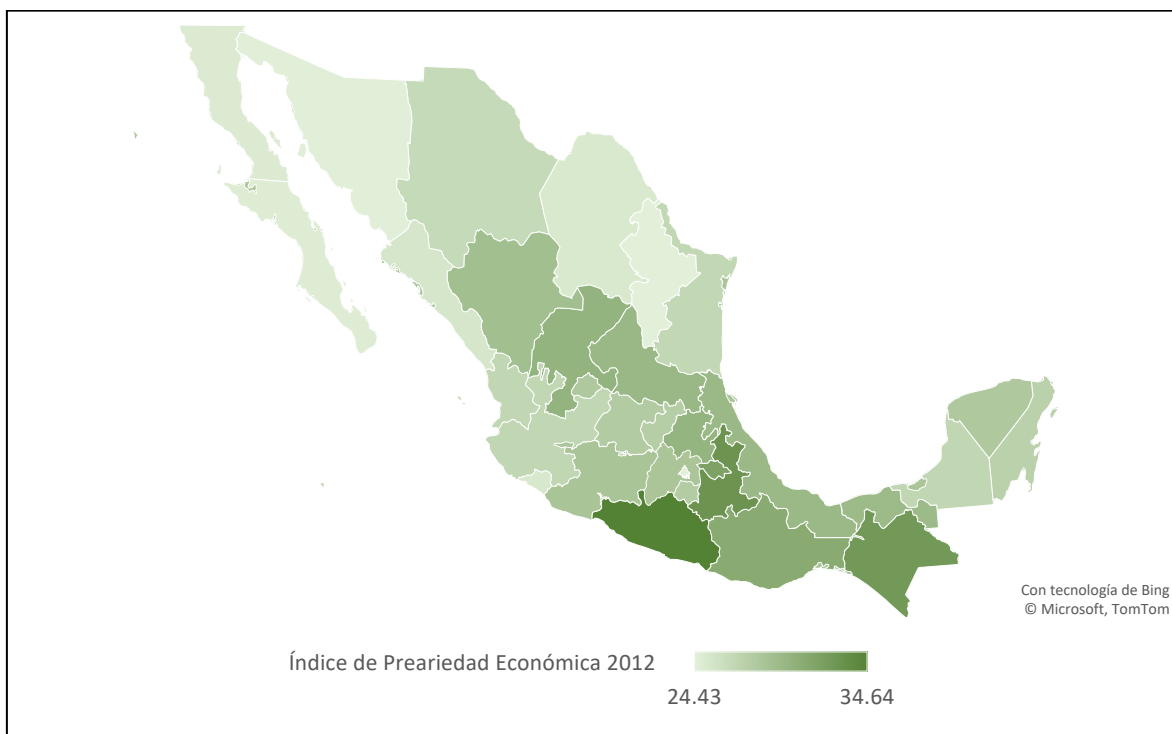 Con tecnología de Bing
© Microsoft, TomTom
Índice de Preariedad Económica 2012
24.43
34.64